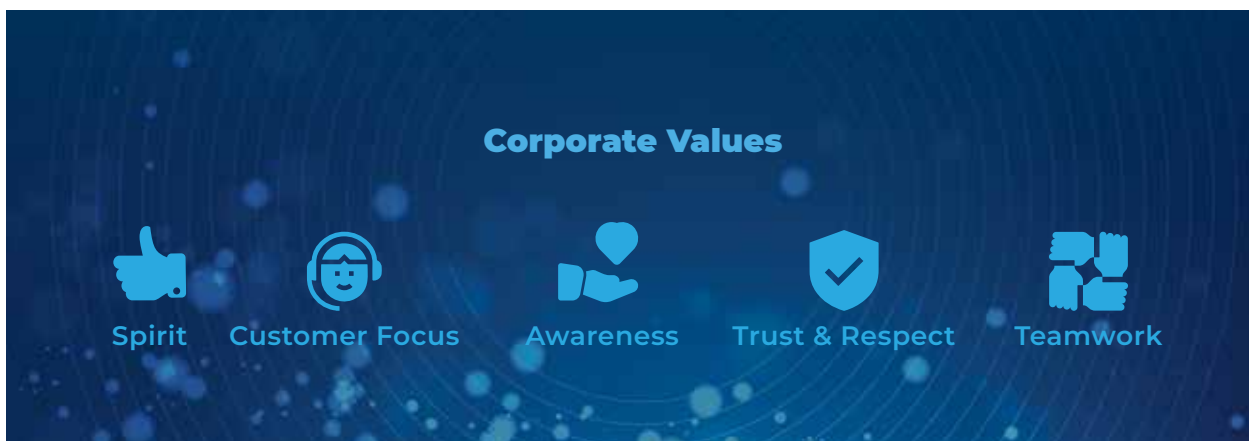 Corporate Values
Spirit
Customer Focus
Awareness
Trust & Respect
Teamwork